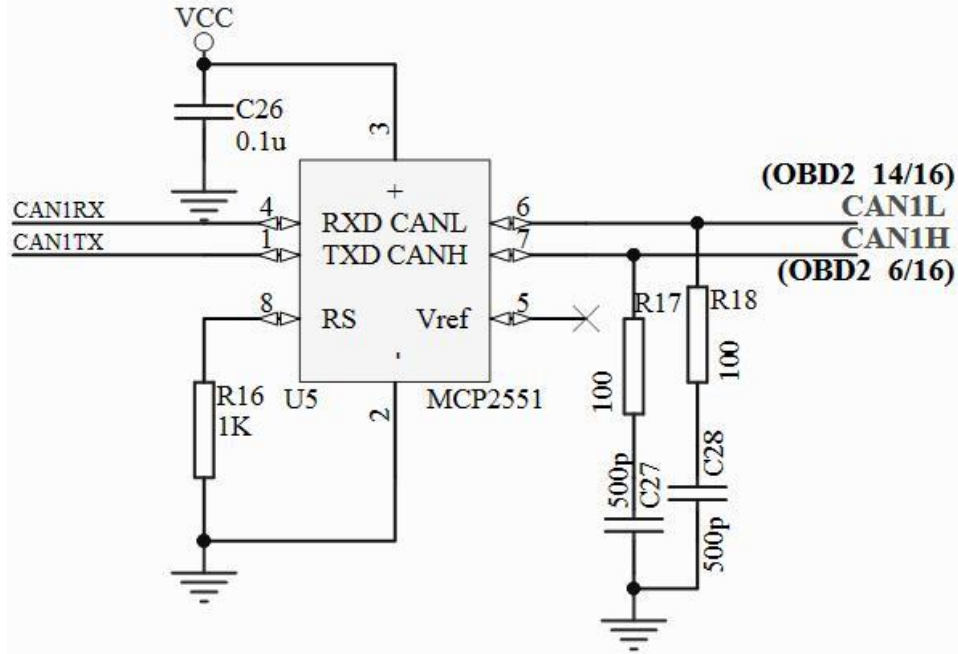 VCC
C26
0.1u
3
+
(OBD2 14/16)
CAN1RX
4
RXD CANL
6
CAN1L
CAN1TX
1
TXD CANH
7
CAN1H
(OBD2 6/16)
8
RS
Vref
5
R17
R18
-
100
100
R16
1K
U5
2
MCP2551
500p
C27
C28
500p